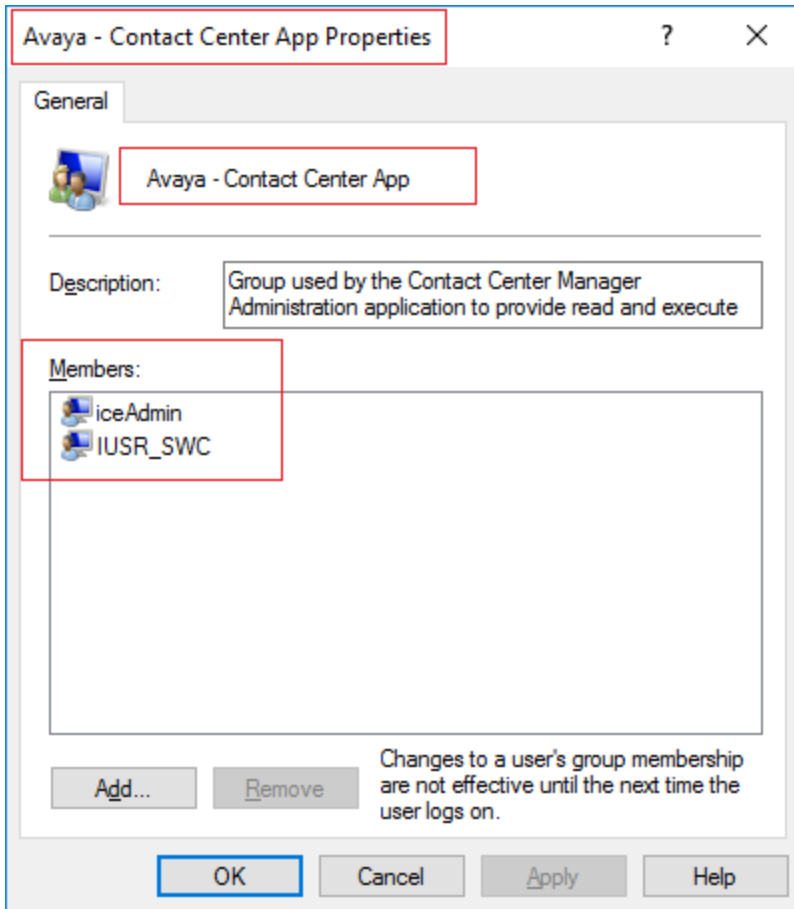 Avaya - Contact Center App Properties
?
General
Avaya - Contact Center App
Description:
Group used by the Contact Center Manager
Administration application to provide read and execute
Members:
iceAdmin
IUSR_SWC
Changes to a user's group membership
are not effective until the next time the
user logs on.
Add...
Remove
OK
Cancel
Apply
Help